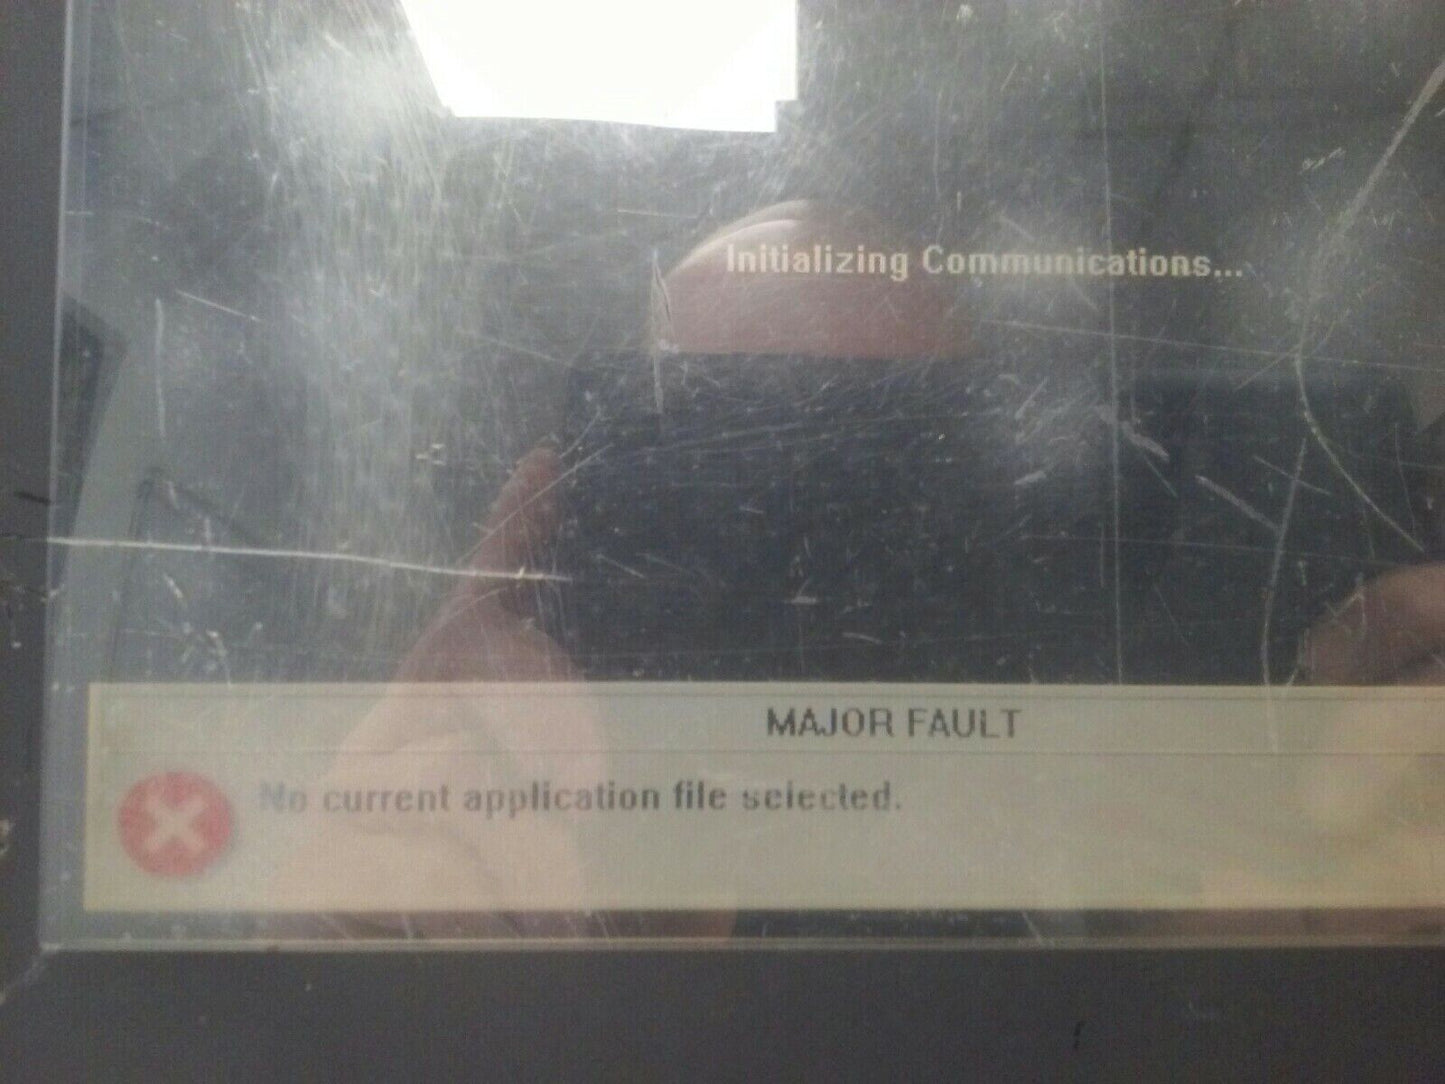 Initializing Communications...
MAJOR FAULT
No current application file selected.